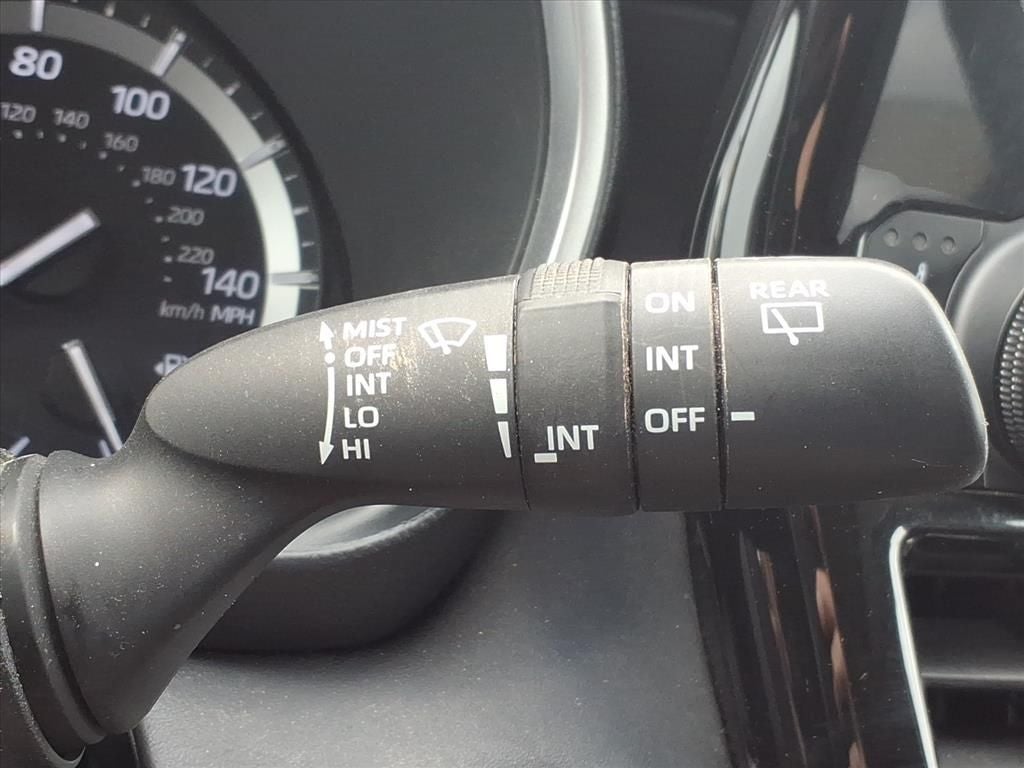 80
100
120
140
MPH
120
140
160
180
200
220
km/h
MIST
OFF
INT
LO
HI
INT
ON
INT
OFF
REAR